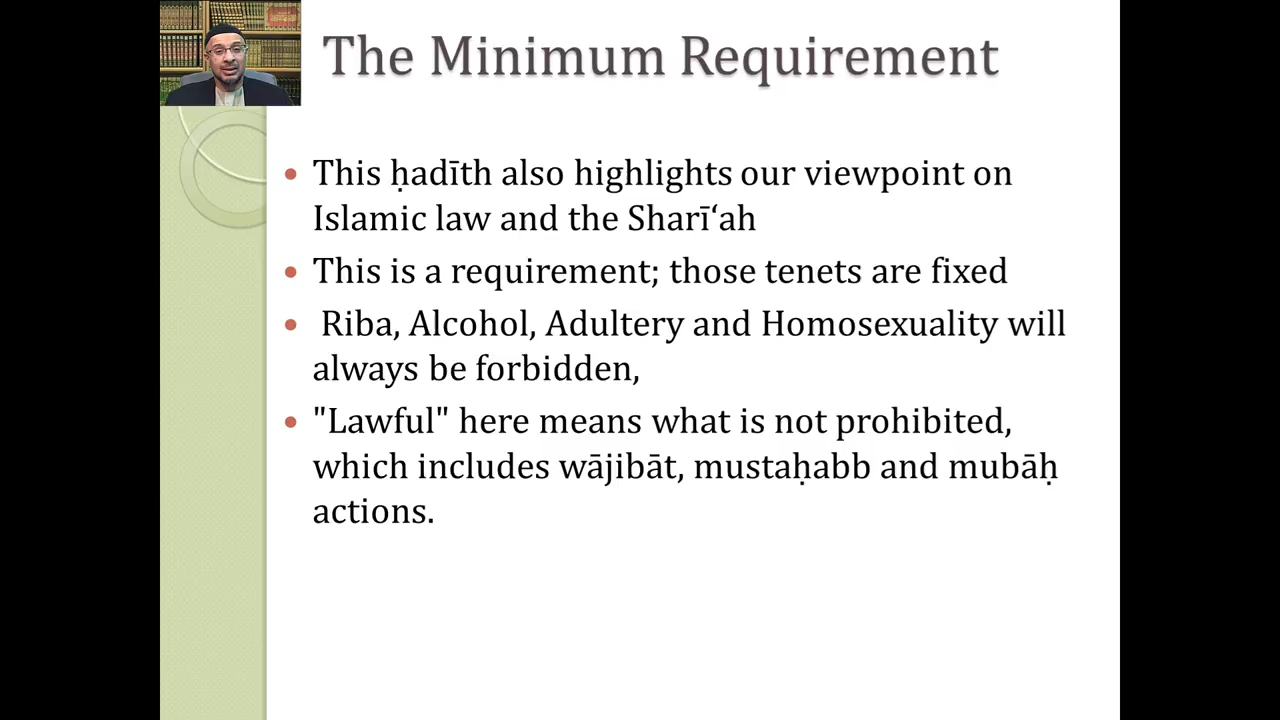 The Minimum Requirement
• This ḥadīth also highlights our viewpoint on
Islamic law and the Sharī‘ah
• This is a requirement; those tenets are fixed
• Riba, Alcohol, Adultery and Homosexuality will
always be forbidden,
• "Lawful" here means what is not prohibited,
which includes wājibāt, mustaḥabb and mubāḥ
actions.